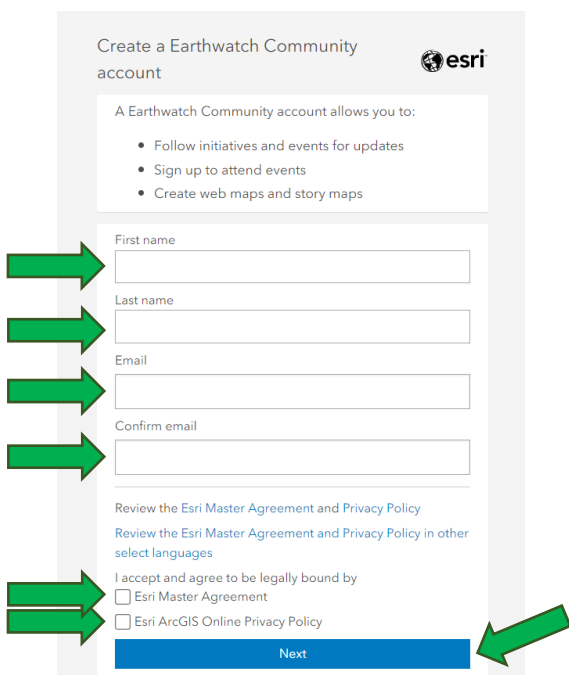 Create a Earthwatch Community
account
esri
A Earthwatch Community account allows you to:
• Follow initiatives and events for updates
• Sign up to attend events
• Create web maps and story maps
First name
Last name
Email
Confirm email
Review the Esri Master Agreement and Privacy Policy
Review the Esri Master Agreement and Privacy Policy in other
select languages
I accept and agree to be legally bound by
Esri Master Agreement
Esri ArcGIS Online Privacy Policy
Next